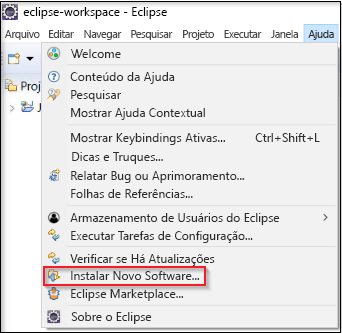 eclipse-workspace - Eclipse
Arquivo Editar Navegar Pesquisar Projeto Executar Janela Ajuda
Welcome
Conteúdo da Ajuda
Pesquisar
Mostrar Ajuda Contextual
Mostrar Keybindings Ativas... Ctrl+Shift+L
Dicas e Truques...
Relatar Bug ou Aprimoramento...
Folhas de Referências...
Armazenamento de Usuários do Eclipse
Executar Tarefas de Configuração...
Verificar se Há Atualizações
Instalar Novo Software...
Eclipse Marketplace...
Sobre o Eclipse
Proj